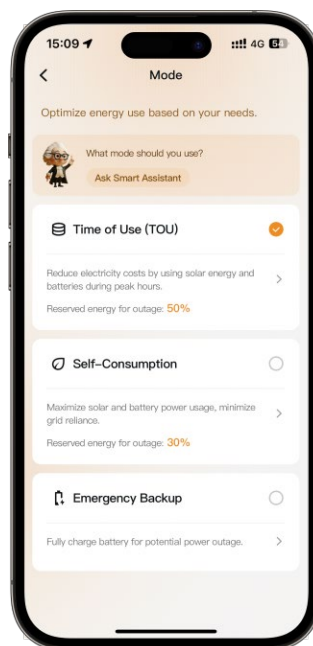 15:09
4G 54
Mode
Optimize energy use based on your needs.
What mode should you use?
Ask Smart Assistant
Time of Use (TOU)
Reduce electricity costs by using solar energy and
batteries during peak hours.
Reserved energy for outage: 50%
Self-Consumption
Maximize solar and battery power usage, minimize
grid reliance.
Reserved energy for outage: 30%
Emergency Backup
Fully charge battery for potential power outage.